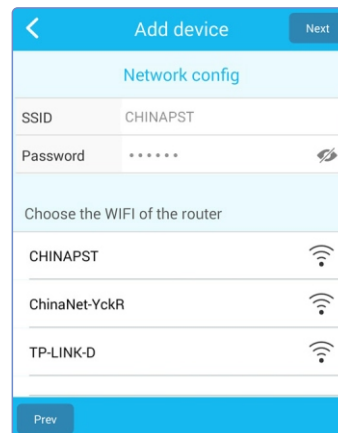 Add device Next
Network config
SSID CHINAPST
Password ······
Choose the WIFI of the router
CHINAPST
ChinaNet-YckR
TP-LINK-D
Prev